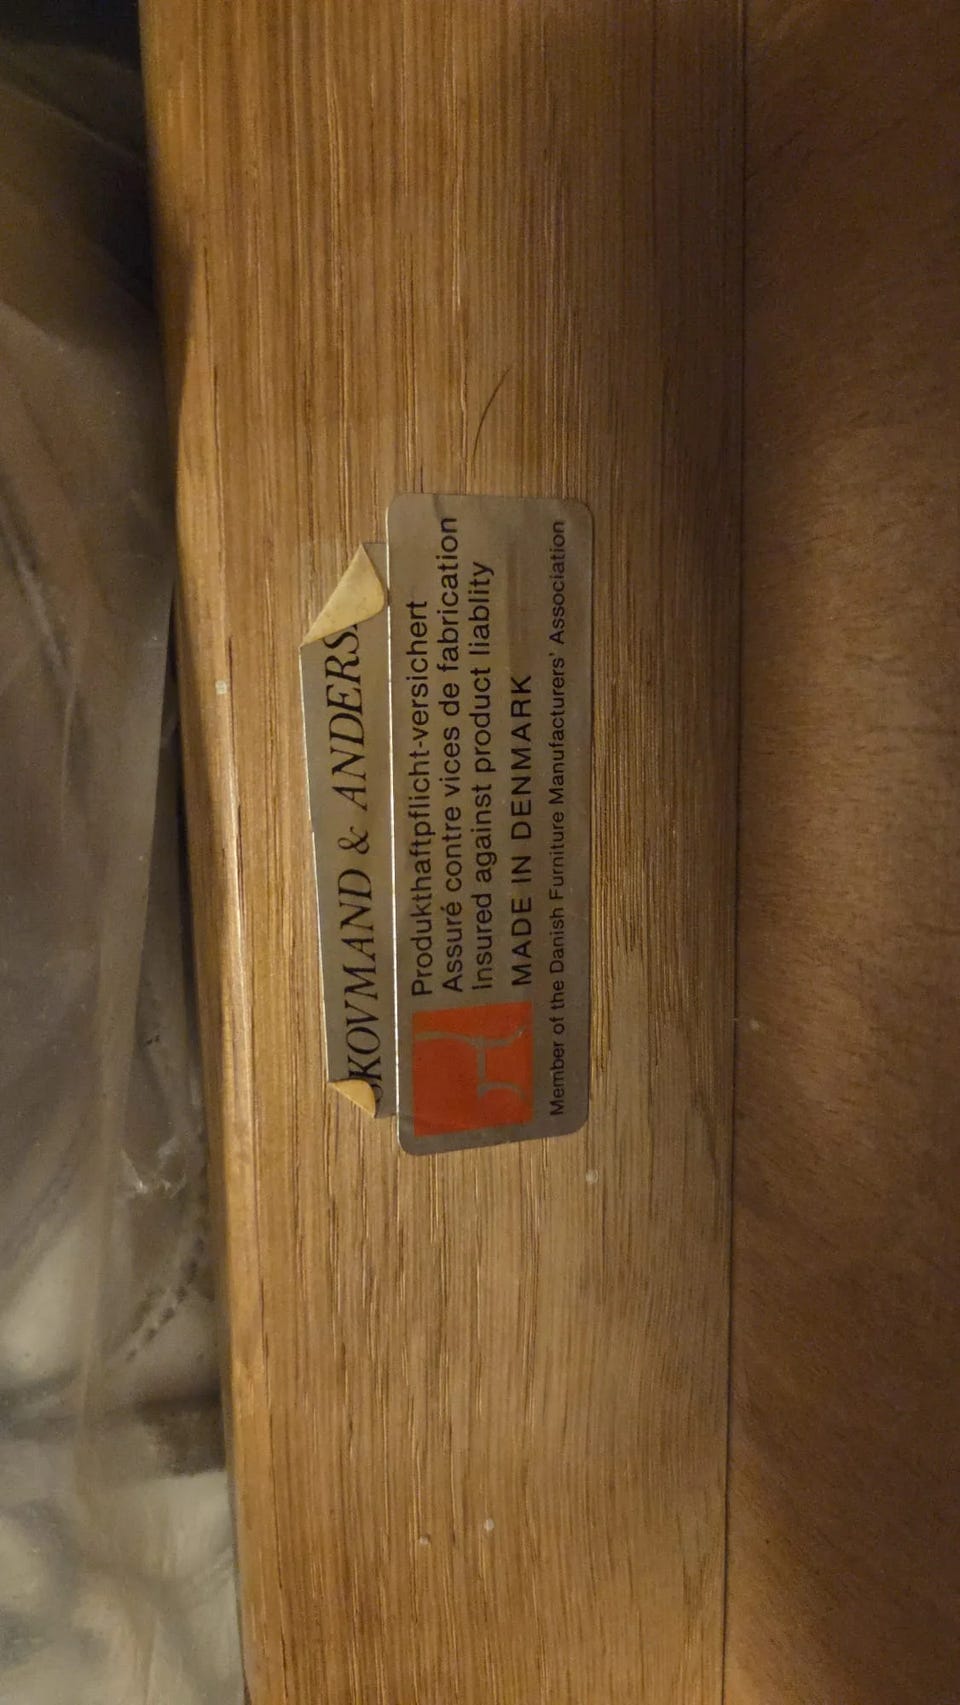 SKOVMAND & ANDERS
Produkthaftpflicht-versichert
Assuré contre vices de fabrication
Insured against product liablity
MADE IN DENMARK
Member of the Danish Furniture Manufacturers' Association